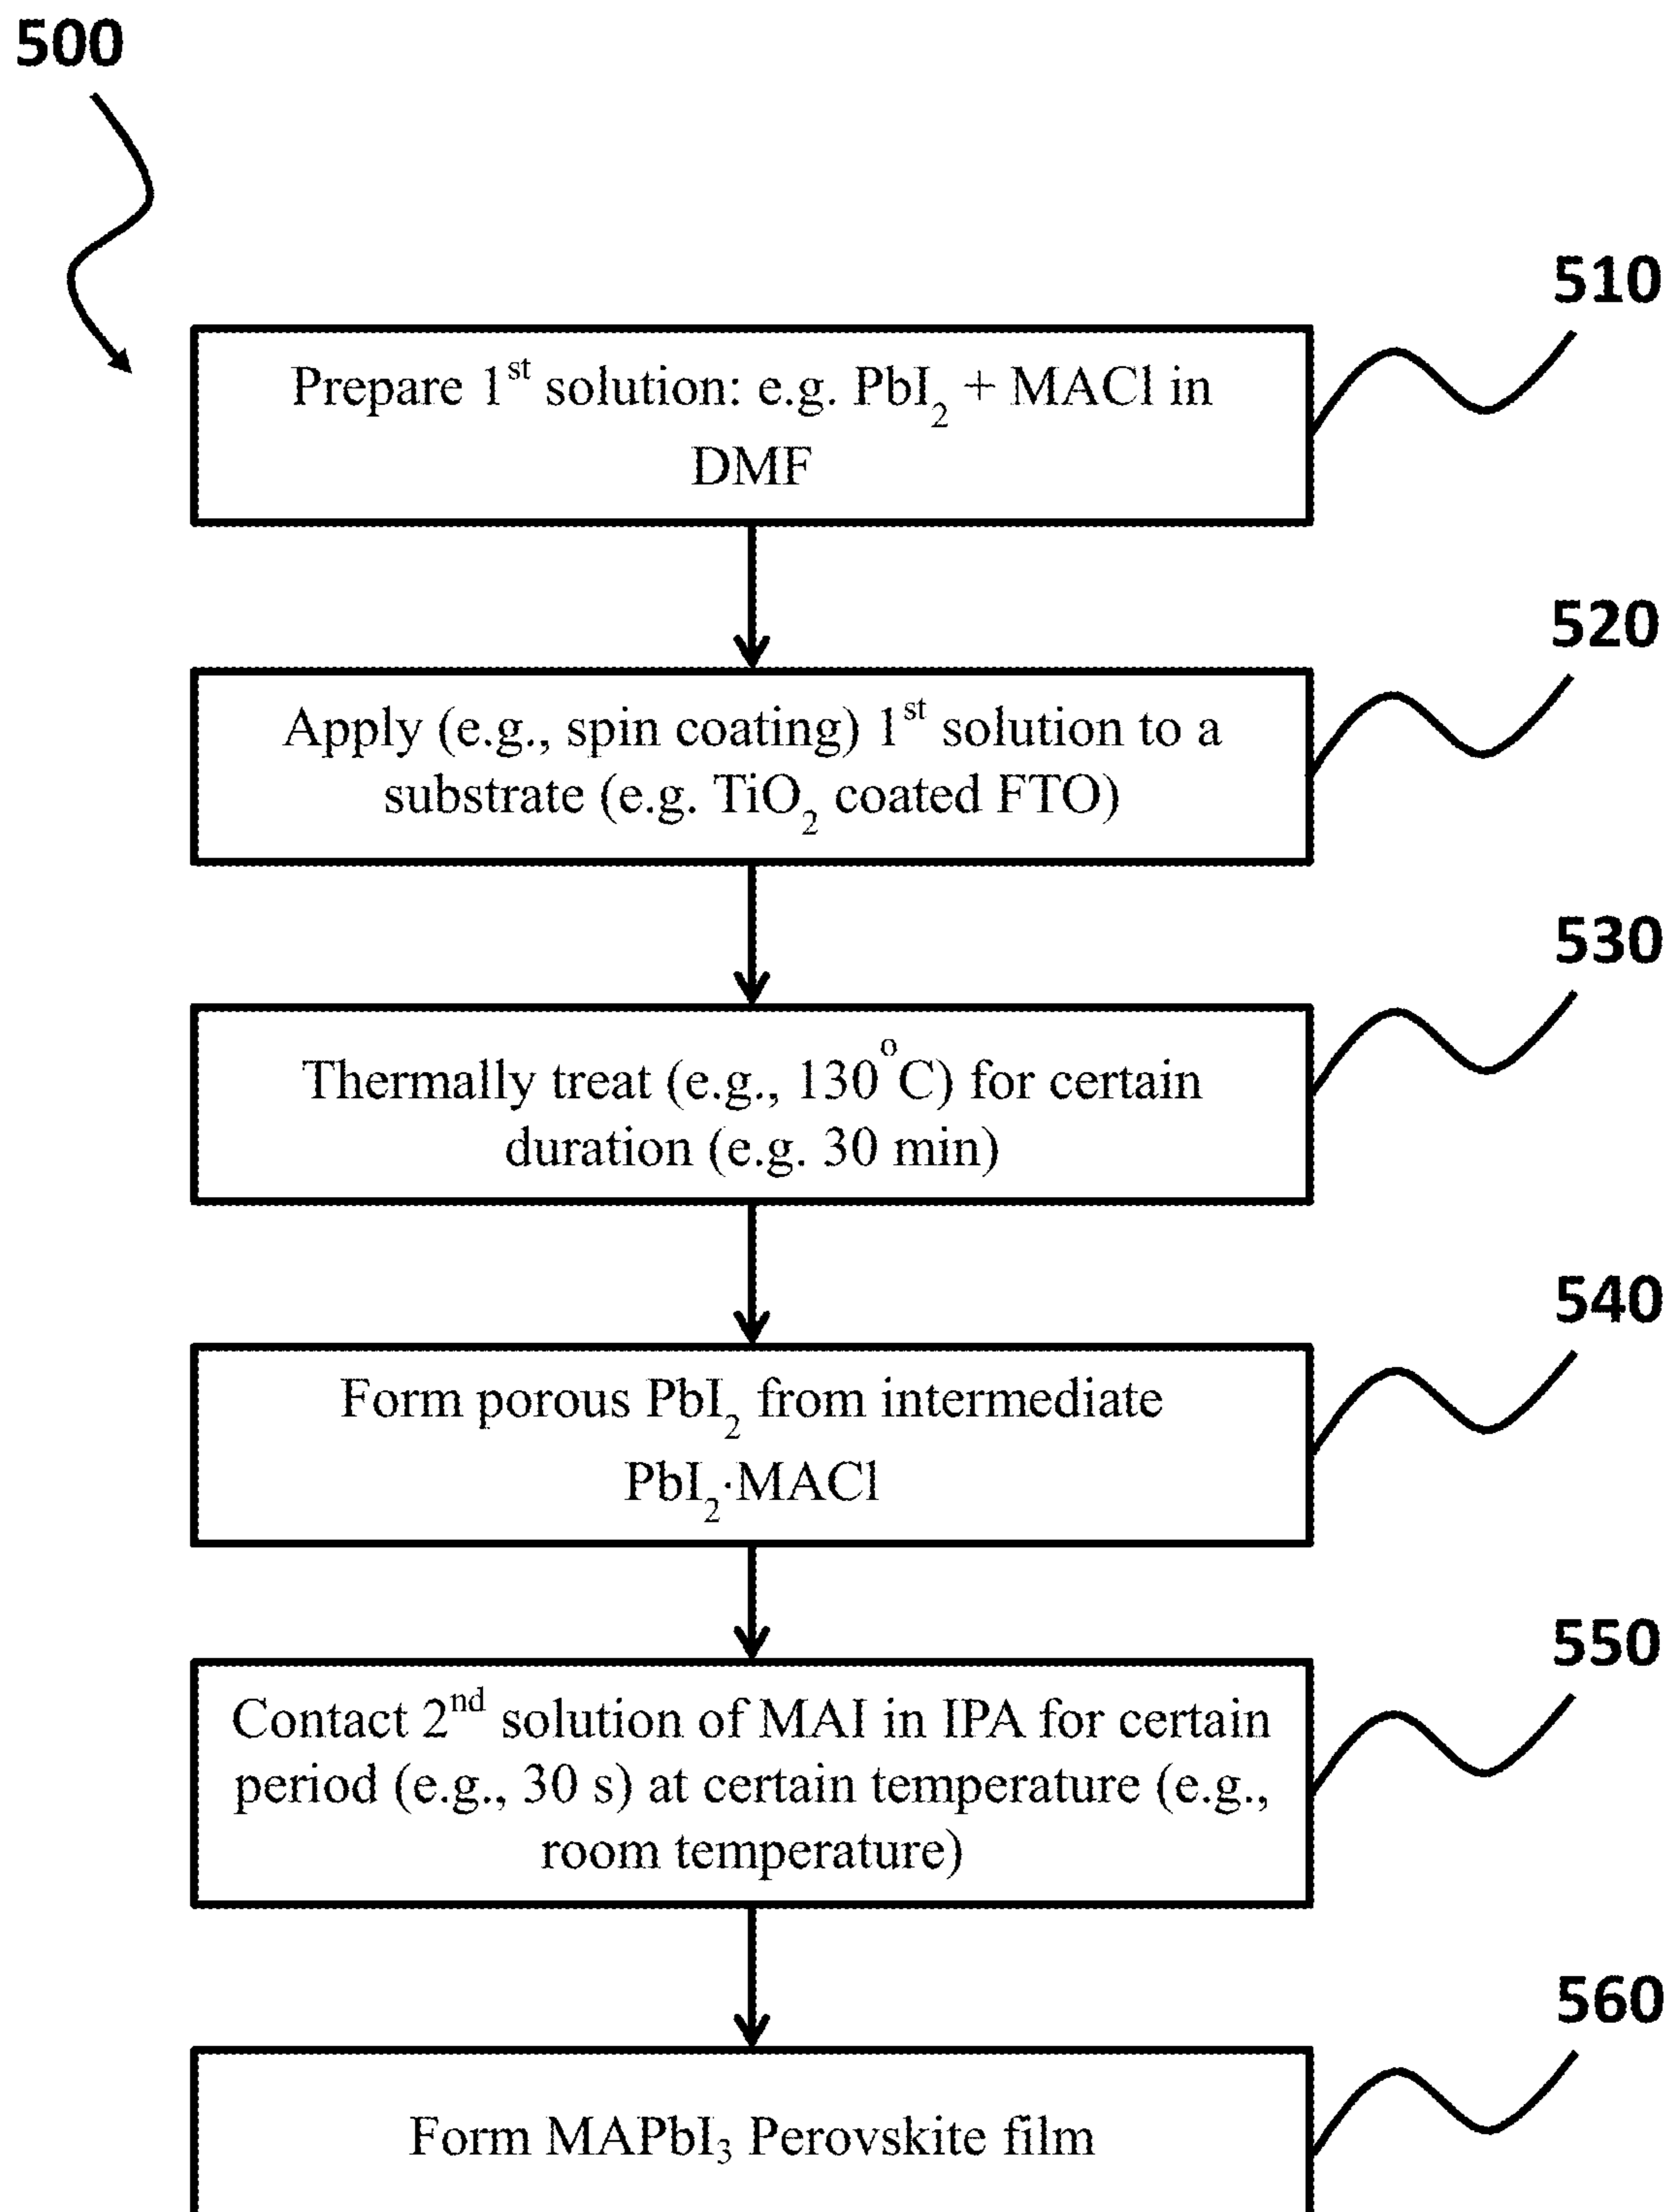 500
510
Prepare 1st solution: e.g. PbI2 + MACl in
DMF
520
Apply (e.g., spin coating) 1st solution to a
substrate (e.g. TiO2 coated FTO)
530
Thermally treat (e.g., 130oC) for certain
duration (e.g. 30 min)
540
Form porous PbI2 from intermediate
PbI2·MACl
550
Contact 2nd solution of MAI in IPA for certain
period (e.g., 30 s) at certain temperature (e.g.,
room temperature)
560
Form MAPbI3 Perovskite film